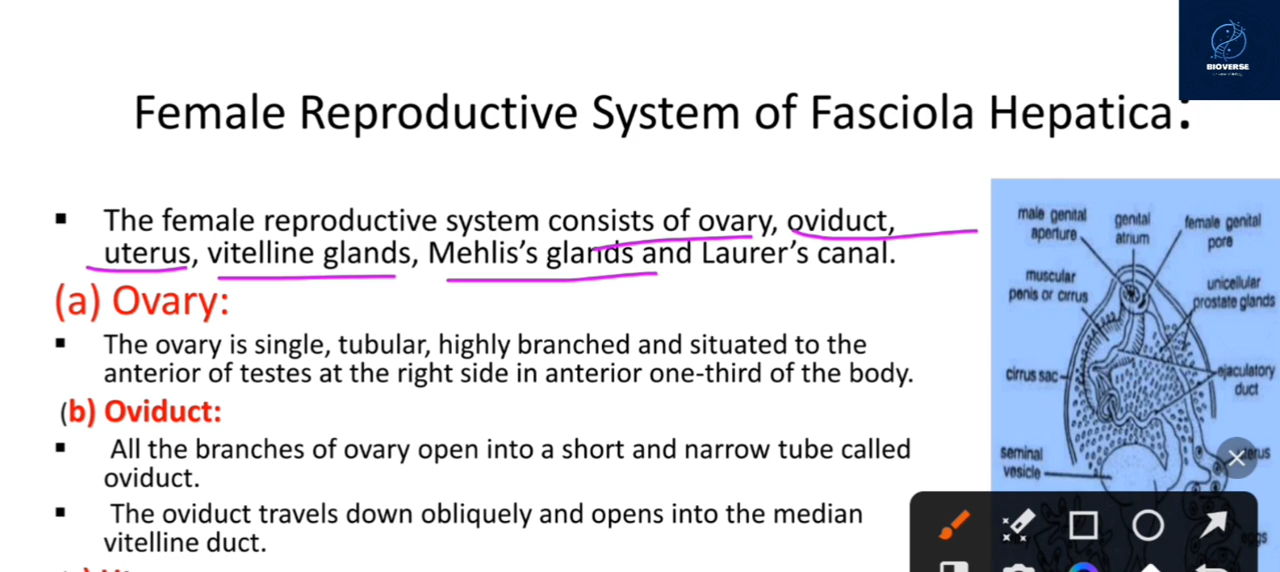 BIOVERSE
Female Reproductive System of Fasciola Hepatica:
▪ The female reproductive system consists of ovary, oviduct,
uterus, vitelline glands, Mehlis’s glands and Laurer’s canal.
(a) Ovary:
▪ The ovary is single, tubular, highly branched and situated to the
anterior of testes at the right side in anterior one-third of the body.
(b) Oviduct:
▪ All the branches of ovary open into a short and narrow tube called
oviduct.
▪ The oviduct travels down obliquely and opens into the median
vitelline duct.
male genital
aperture
genital
atrium
female genital
pore
muscular
penis or cirrus
unicellular
prostate glands
cirrus sac
ejaculatory
duct
seminal
vesicle